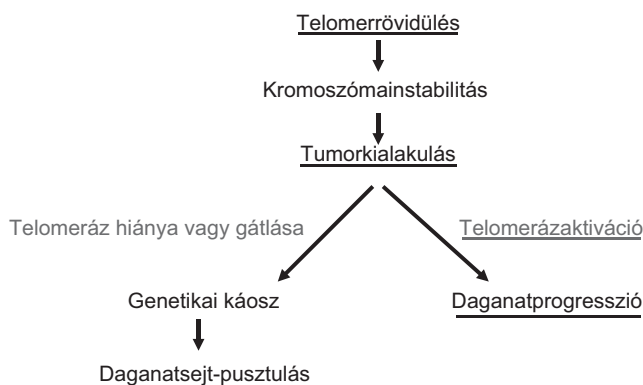 Telomerrövidülés
Kromoszómainstabilitás
Tumorkialakulás
Telomeráz hiánya vagy gátlása
Telomerázaktiváció
Genetikai káosz
Daganatprogresszió
Daganatsejt-pusztulás